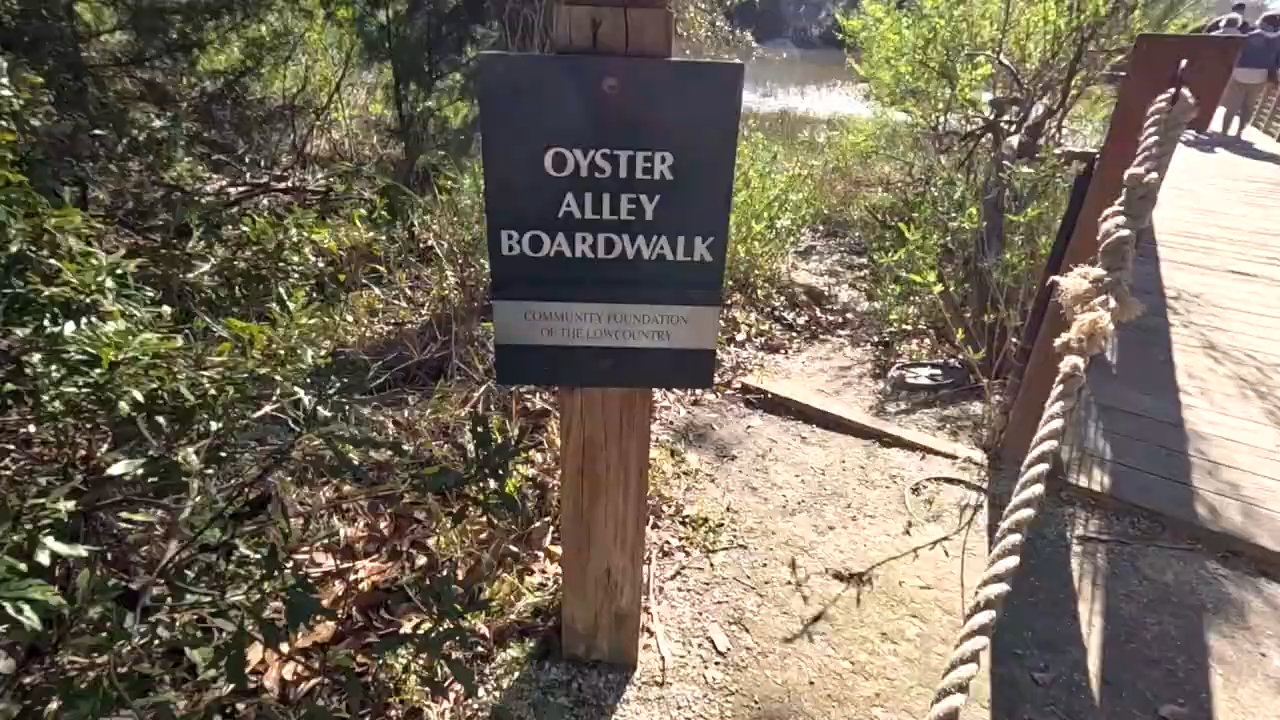 OYSTER
ALLEY
BOARDWALK
COMMUNITY FOUNDATION
OF THE LOWCOUNTRY